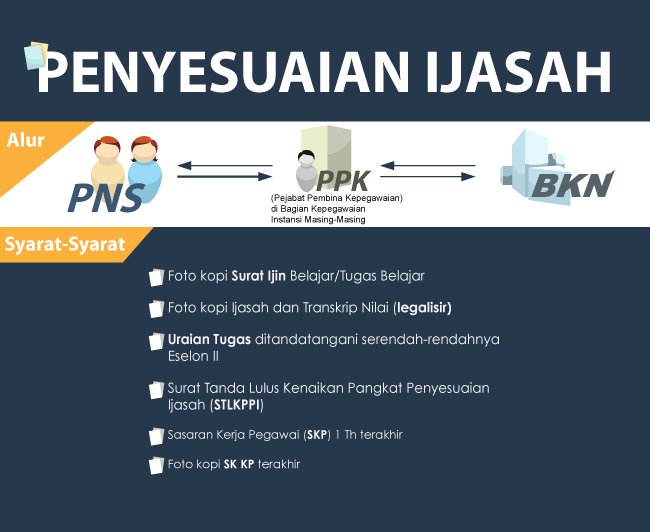 PENYESUAIAN IJASAH
Alur
PNS
PPK
(Pejabat Pembina Kepegawaian)
di Bagian Kepegawaian
Instansi Masing-Masing
BKN
Syarat-Syarat
Foto kopi Surat Ijin Belajar/Tugas Belajar
Foto kopi Ijasah dan Transkrip Nilai (legalisir)
Uraian Tugas ditandatangani serendah-rendahnya
Eselon II
Surat Tanda Lulus Kenaikan Pangkat Penyesuaian
Ijasah (STLKPPI)
Sasaran Kerja Pegawai (SKP) 1 Th terakhir
Foto kopi SK KP terakhir